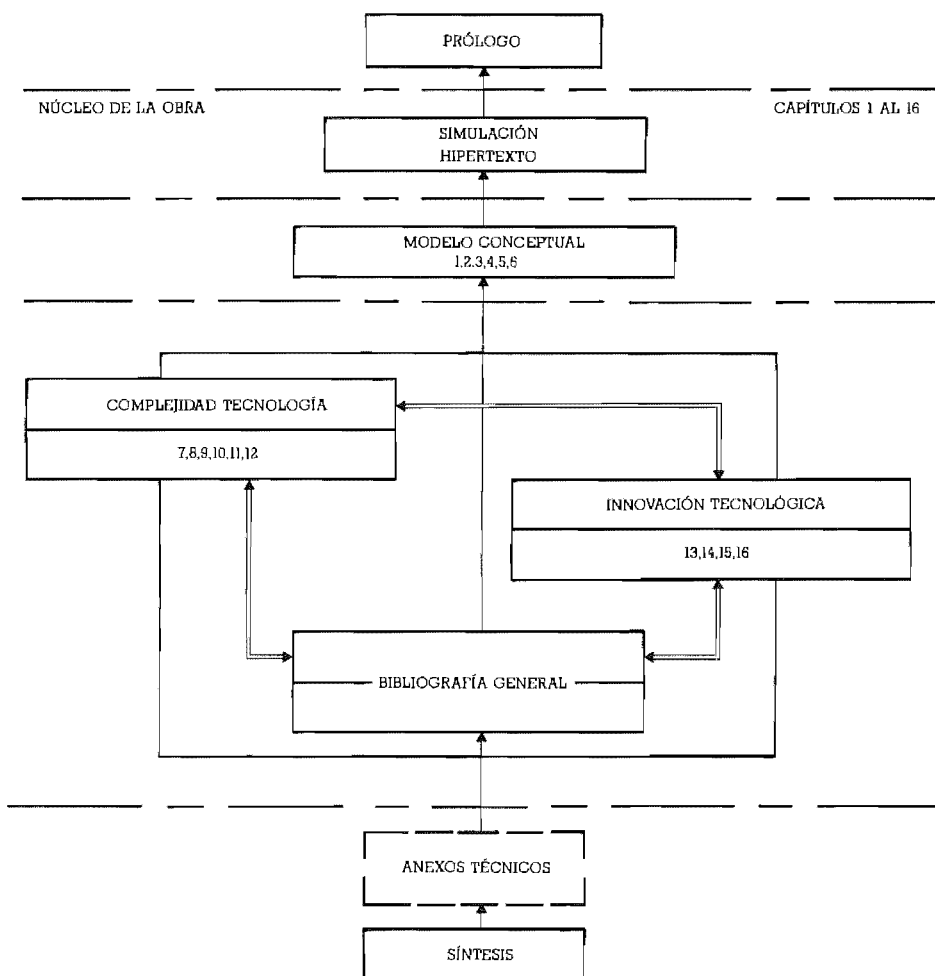 PRÓLOGO
NÚCLEO DE LA OBRA
CAPÍTULOS 1 AL 16
SIMULACIÓN
HIPERTEXTO
MODELO CONCEPTUAL
1,2.3,4,5,6
COMPLEJIDAD TECNOLOGÍA
7,8,9,10,11,12
INNOVACIÓN TECNOLÓGICA
13,14,15,16
BIBLIOGRAFÍA GENERAL
ANEXOS TÉCNICOS
SÍNTESIS